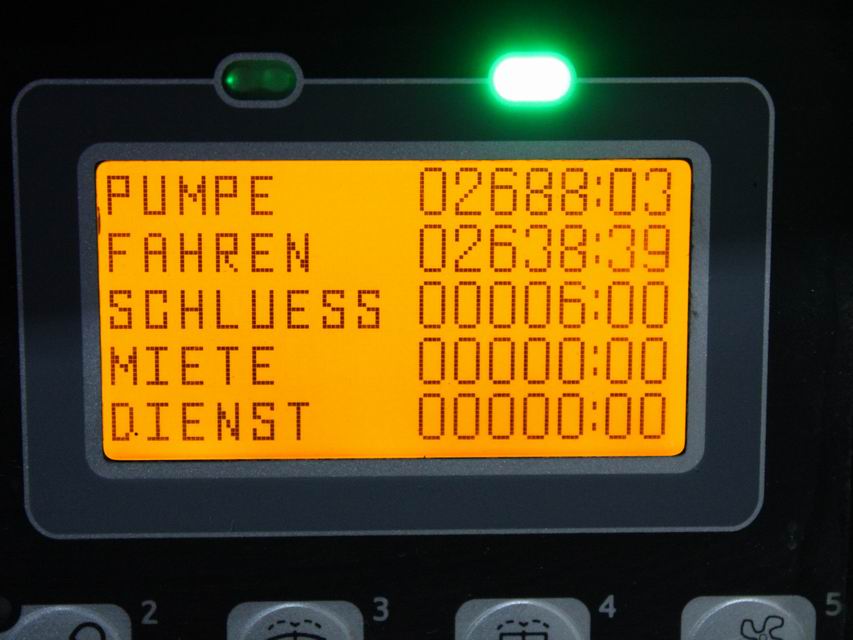 PUMPE 02688:03
FAHREN 02638:39
SCHLUESS 00006:00
MIETE 00000:00
DIENST 00000:00
2 3 4 5